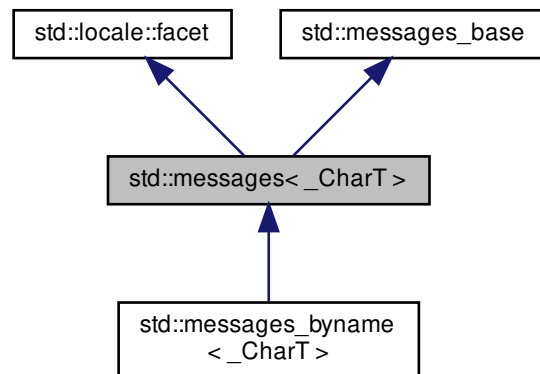 std::locale::facet
std::messages_base
std::messages< _CharT >
std::messages_byname
< _CharT >